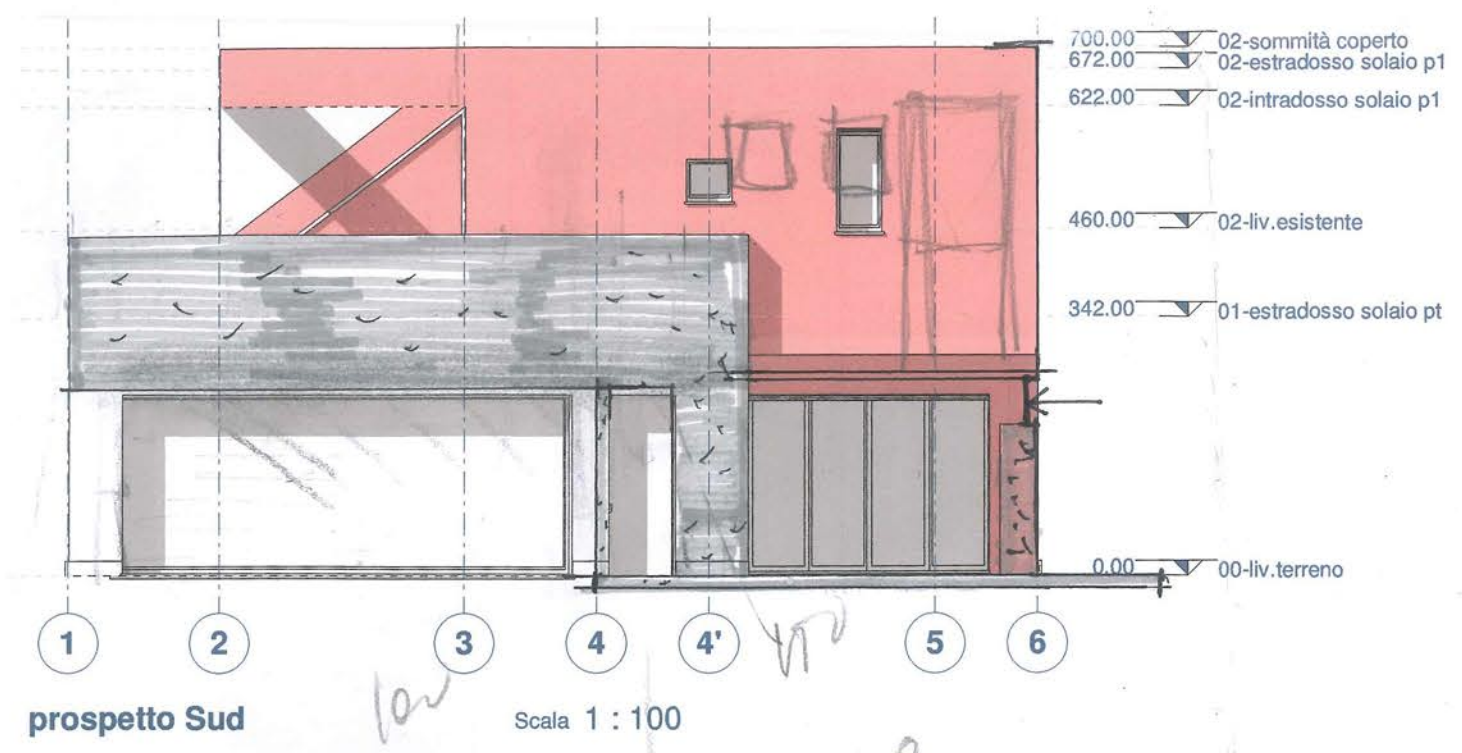 700.00 02-sommità coperto
672.00 02-estradosso solaio p1
622.00 02-intradosso solaio p1
460.00 02-liv.esistente
342.00 01-estradosso solaio pt
0.00 00-liv.terreno
1 2 3 4 4' 5 6
prospetto Sud Scala 1 : 100